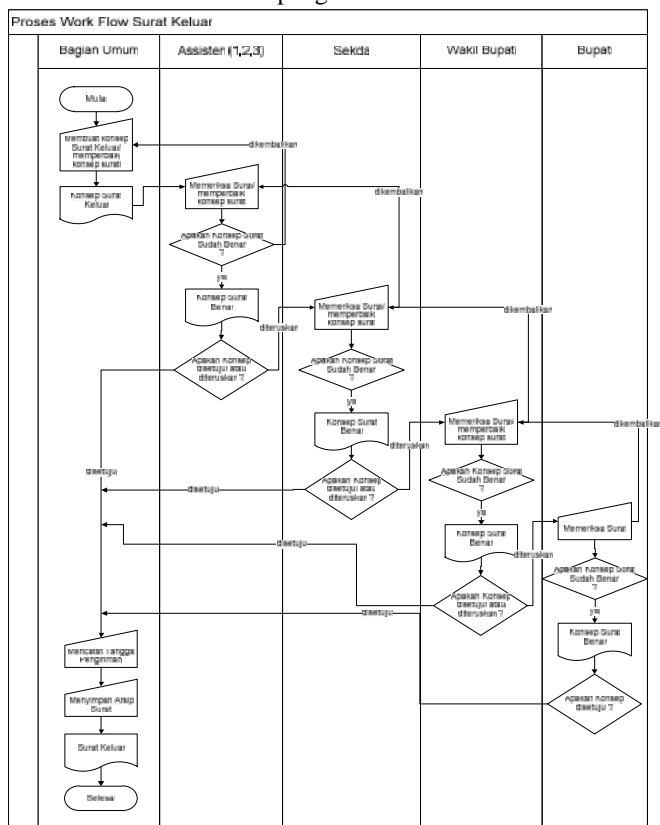 Proses Work Flow Surat Keluar
Bagian Umum
Assisten (1,2,3)
Sekda
Wakil Bupati
Bupati
Mulai
Membuat konsep
Surat Keluar/
memperbaiki
konsep surat
Konsep Surat
Keluar
dikembalikan
Memeriksa Surat/
memperbaiki
konsep surat
Apakah Konsep Surat
Sudah Benar
?
ya
Konsep Surat
Benar
Apakah Konsep
disetujui atau
diteruskan ?
diteruskan
dikembalikan
Memeriksa Surat/
memperbaiki
konsep surat
Apakah Konsep Surat
Sudah Benar
?
ya
Konsep Surat
Benar
Apakah Konsep
disetujui atau
diteruskan ?
diteruskan
dikembalikan
Memeriksa Surat/
memperbaiki
konsep surat
Apakah Konsep Surat
Sudah Benar
?
ya
Konsep Surat
Benar
Apakah Konsep
disetujui atau
diteruskan ?
diteruskan
dikembalikan
Memeriksa Surat
Apakah Konsep Surat
Sudah Benar
?
ya
Konsep Surat
Benar
Apakah Konsep
disetujui ?
disetujui
disetujui
disetujui
disetujui
Mencatat Tanggal
Pengiriman
Menyimpan Arsip
Surat
Surat Keluar
Selesai